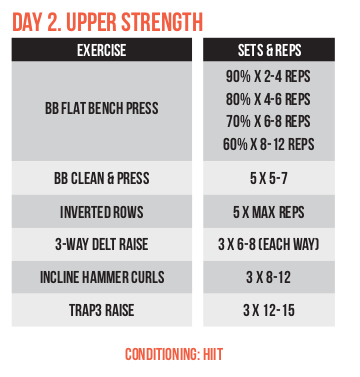 DAY 2. UPPER STRENGTH
EXERCISE SETS & REPS
BB FLAT BENCH PRESS
90% X 2-4 REPS
80% X 4-6 REPS
70% X 6-8 REPS
60% X 8-12 REPS
BB CLEAN & PRESS 5 X 5-7
INVERTED ROWS 5 X MAX REPS
3-WAY DELT RAISE 3 X 6-8 (EACH WAY)
INCLINE HAMMER CURLS 3 X 8-12
TRAP3 RAISE 3 X 12-15
CONDITIONING: HIIT